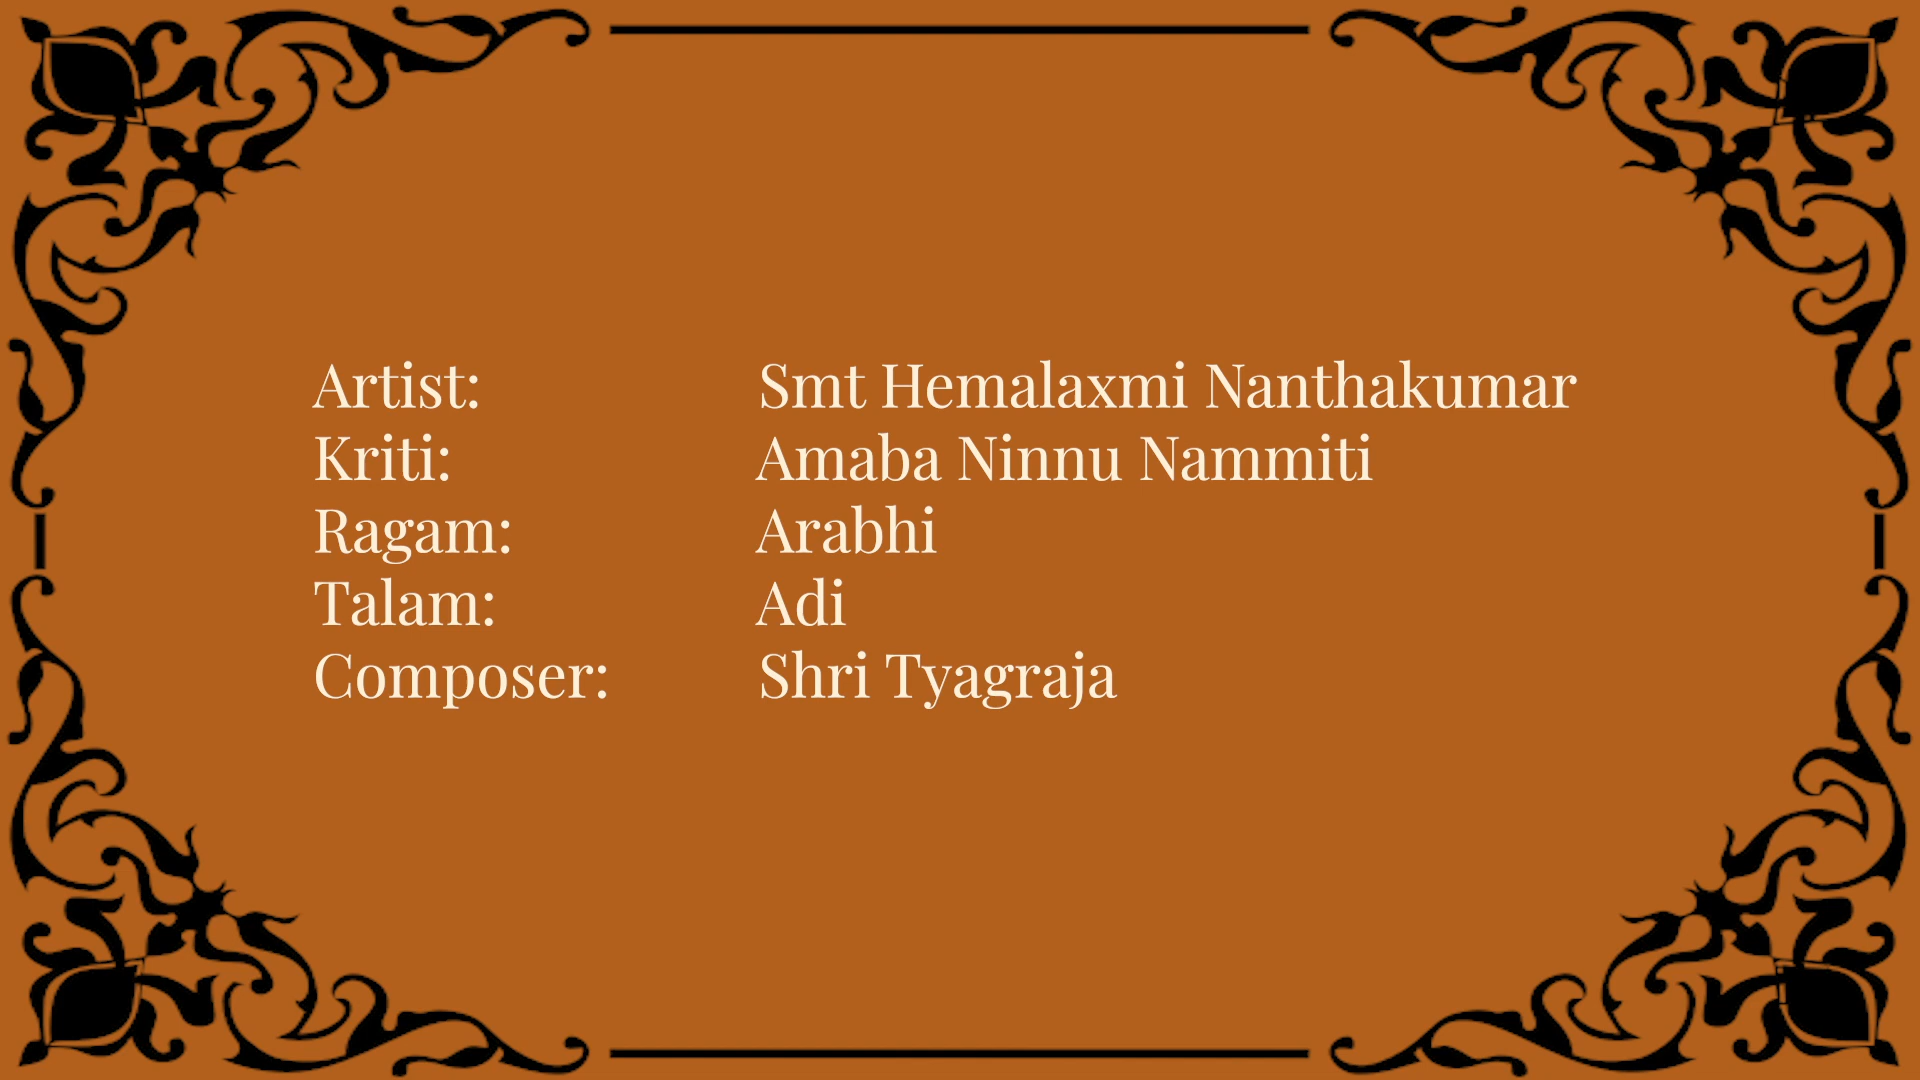 Artist: Smt Hemalaxmi Nanthakumar
Kriti: Amaba Ninnu Nammiti
Ragam: Arabhi
Talam: Adi
Composer: Shri Tyagraja